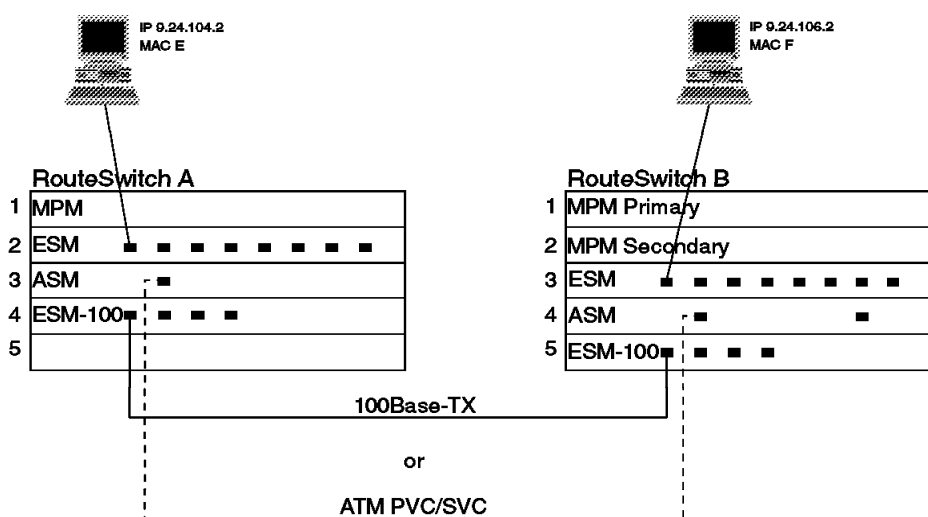 IP 9.24.104.2
MAC E
IP 9.24.106.2
MAC F
RouteSwitch A
1 MPM
2 ESM
3 ASM
4 ESM-100
5
RouteSwitch B
1 MPM Primary
2 MPM Secondary
3 ESM
4 ASM
5 ESM-100
100Base-TX
or
ATM PVC/SVC